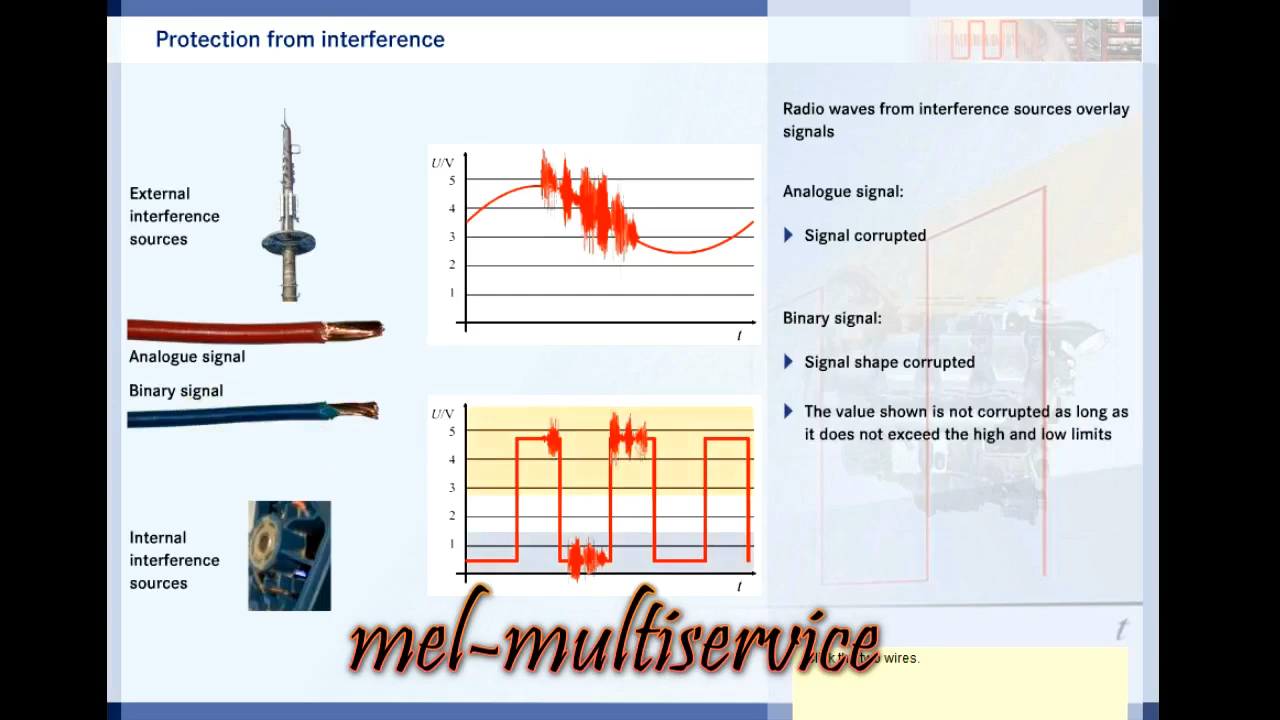 Protection from interference
External
interference
sources
Analogue signal
Binary signal
Internal
interference
sources
U/V
5
4
3
2
1
t
U/V
5
4
3
2
1
t
Radio waves from interference sources overlay
signals
Analogue signal:
Signal corrupted
Binary signal:
Signal shape corrupted
The value shown is not corrupted as long as
it does not exceed the high and low limits
t
mel-multiservice
wires.